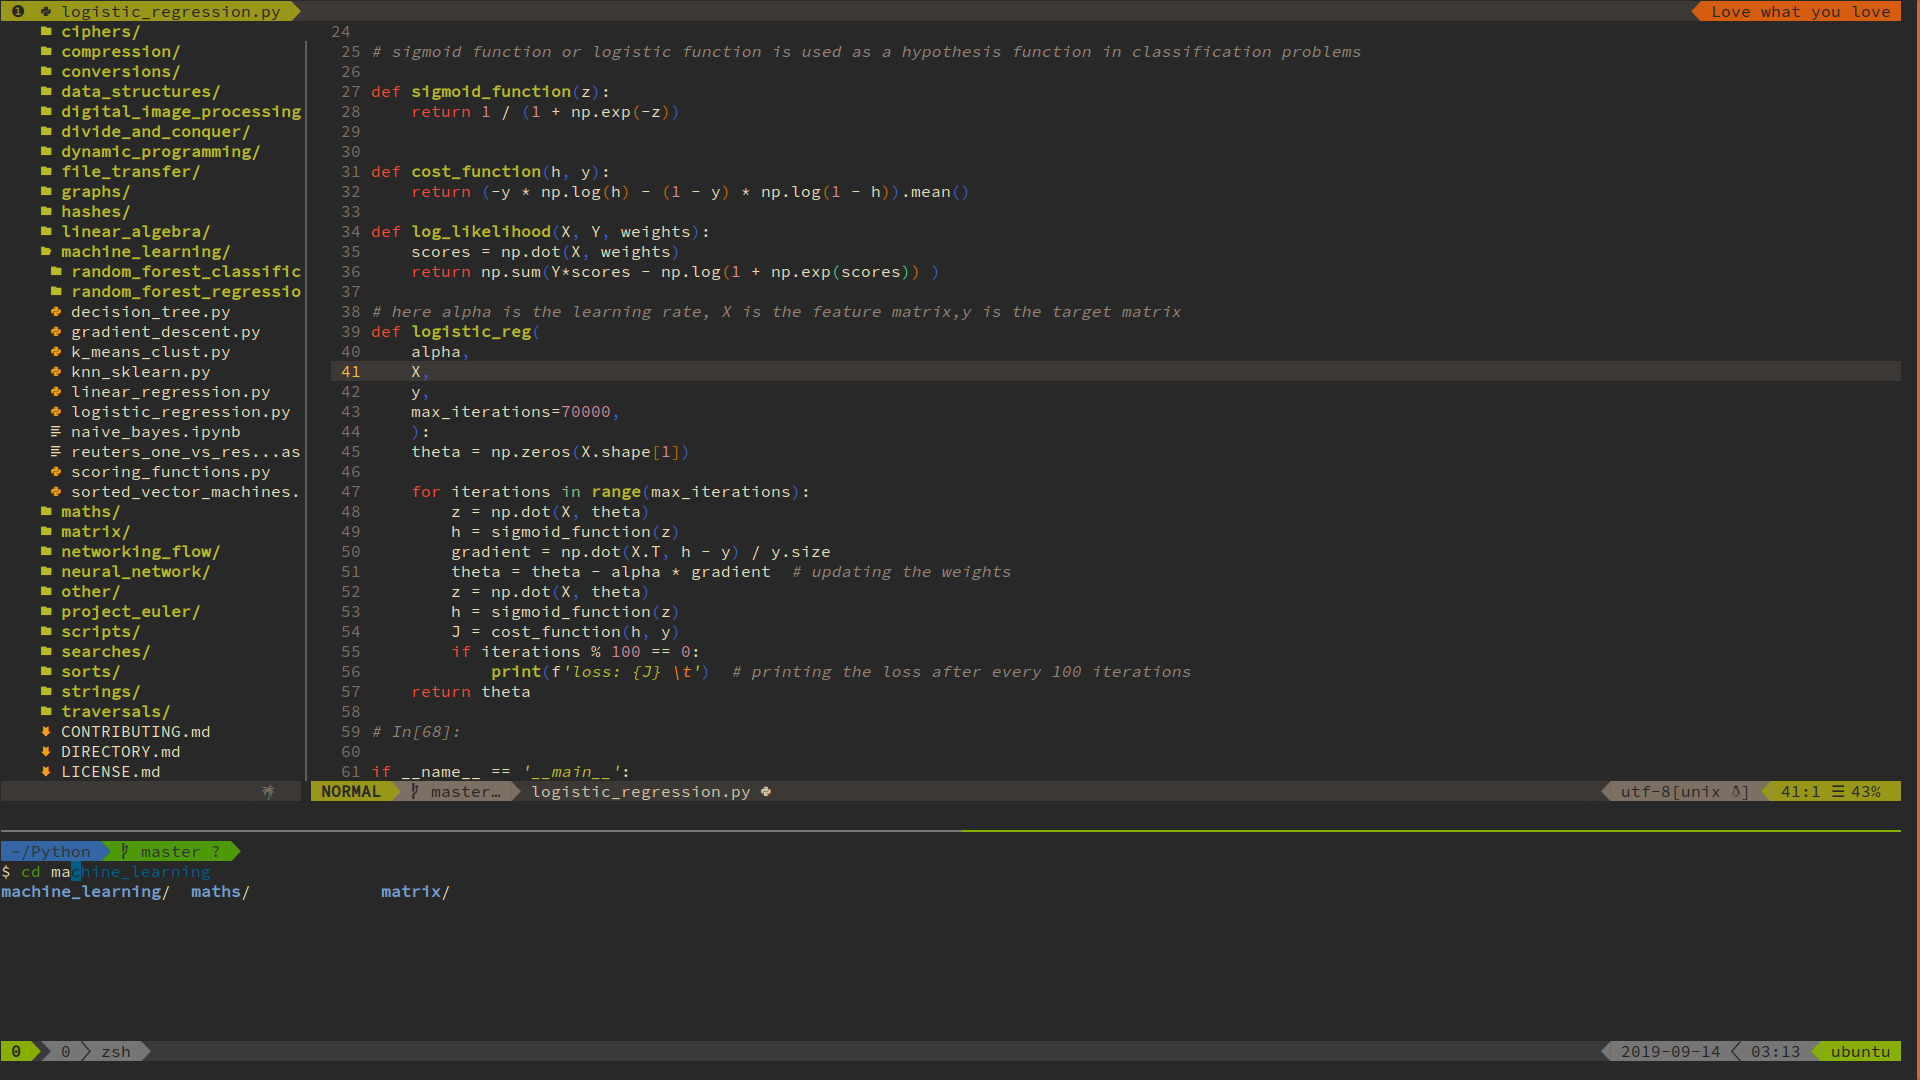 1 logistic_regression.py
Love what you love
ciphers/
compression/
conversions/
data_structures/
digital_image_processing
divide_and_conquer/
dynamic_programming/
file_transfer/
graphs/
hashes/
linear_algebra/
machine_learning/
random_forest_classific
random_forest_regressio
decision_tree.py
gradient_descent.py
k_means_clust.py
knn_sklearn.py
linear_regression.py
logistic_regression.py
naive_bayes.ipynb
reuters_one_vs_res...as
scoring_functions.py
sorted_vector_machines.
maths/
matrix/
networking_flow/
neural_network/
other/
project_euler/
scripts/
searches/
sorts/
strings/
traversals/
CONTRIBUTING.md
DIRECTORY.md
LICENSE.md
24
25 # sigmoid function or logistic function is used as a hypothesis function in classification problems
26
27 def sigmoid_function(z):
28     return 1 / (1 + np.exp(-z))
29
30
31 def cost_function(h, y):
32     return (-y * np.log(h) - (1 - y) * np.log(1 - h)).mean()
33
34 def log_likelihood(X, Y, weights):
35     scores = np.dot(X, weights)
36     return np.sum(Y*scores - np.log(1 + np.exp(scores)) )
37
38 # here alpha is the learning rate, X is the feature matrix,y is the target matrix
39 def logistic_reg(
40     alpha,
41     X,
42     y,
43     max_iterations=70000,
44     ):
45     theta = np.zeros(X.shape[1])
46
47     for iterations in range(max_iterations):
48         z = np.dot(X, theta)
49         h = sigmoid_function(z)
50         gradient = np.dot(X.T, h - y) / y.size
51         theta = theta - alpha * gradient  # updating the weights
52         z = np.dot(X, theta)
53         h = sigmoid_function(z)
54         J = cost_function(h, y)
55         if iterations % 100 == 0:
56             print(f'loss: {J} \t')  # printing the loss after every 100 iterations
57     return theta
58
59 # In[68]:
60
61 if __name__ == '__main__':
NORMAL master… logistic_regression.py
utf-8[unix ] 41:1 ☰ 43%
~/Python master ?
$ cd machine_learning
machine_learning/  maths/  matrix/
0 0 zsh
2019-09-14 03:13 ubuntu